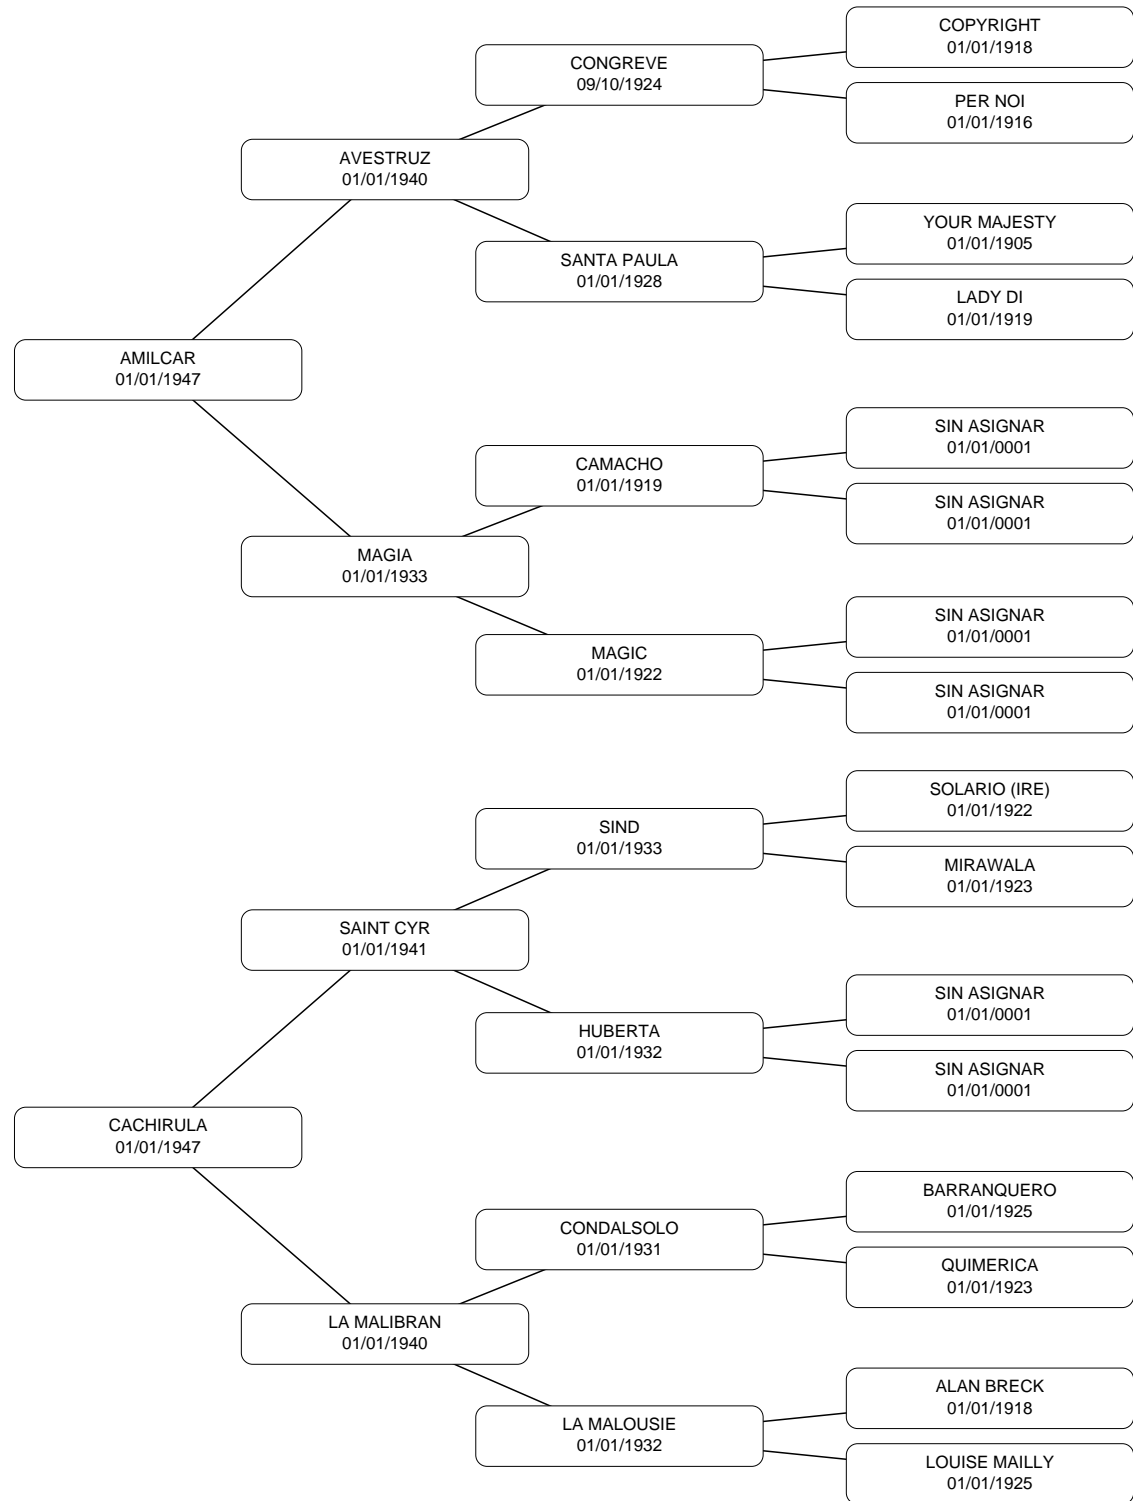 COPYRIGHT
01/01/1918
CONGREVE
09/10/1924
PER NOI
01/01/1916
AVESTRUZ
01/01/1940
YOUR MAJESTY
01/01/1905
SANTA PAULA
01/01/1928
LADY DI
01/01/1919
AMILCAR
01/01/1947
SIN ASIGNAR
01/01/0001
CAMACHO
01/01/1919
SIN ASIGNAR
01/01/0001
MAGIA
01/01/1933
SIN ASIGNAR
01/01/0001
MAGIC
01/01/1922
SIN ASIGNAR
01/01/0001
SOLARIO (IRE)
01/01/1922
SIND
01/01/1933
MIRAWALA
01/01/1923
SAINT CYR
01/01/1941
SIN ASIGNAR
01/01/0001
HUBERTA
01/01/1932
SIN ASIGNAR
01/01/0001
CACHIRULA
01/01/1947
BARRANQUERO
01/01/1925
CONDALSOLO
01/01/1931
QUIMERICA
01/01/1923
LA MALIBRAN
01/01/1940
ALAN BRECK
01/01/1918
LA MALOUSIE
01/01/1932
LOUISE MAILLY
01/01/1925